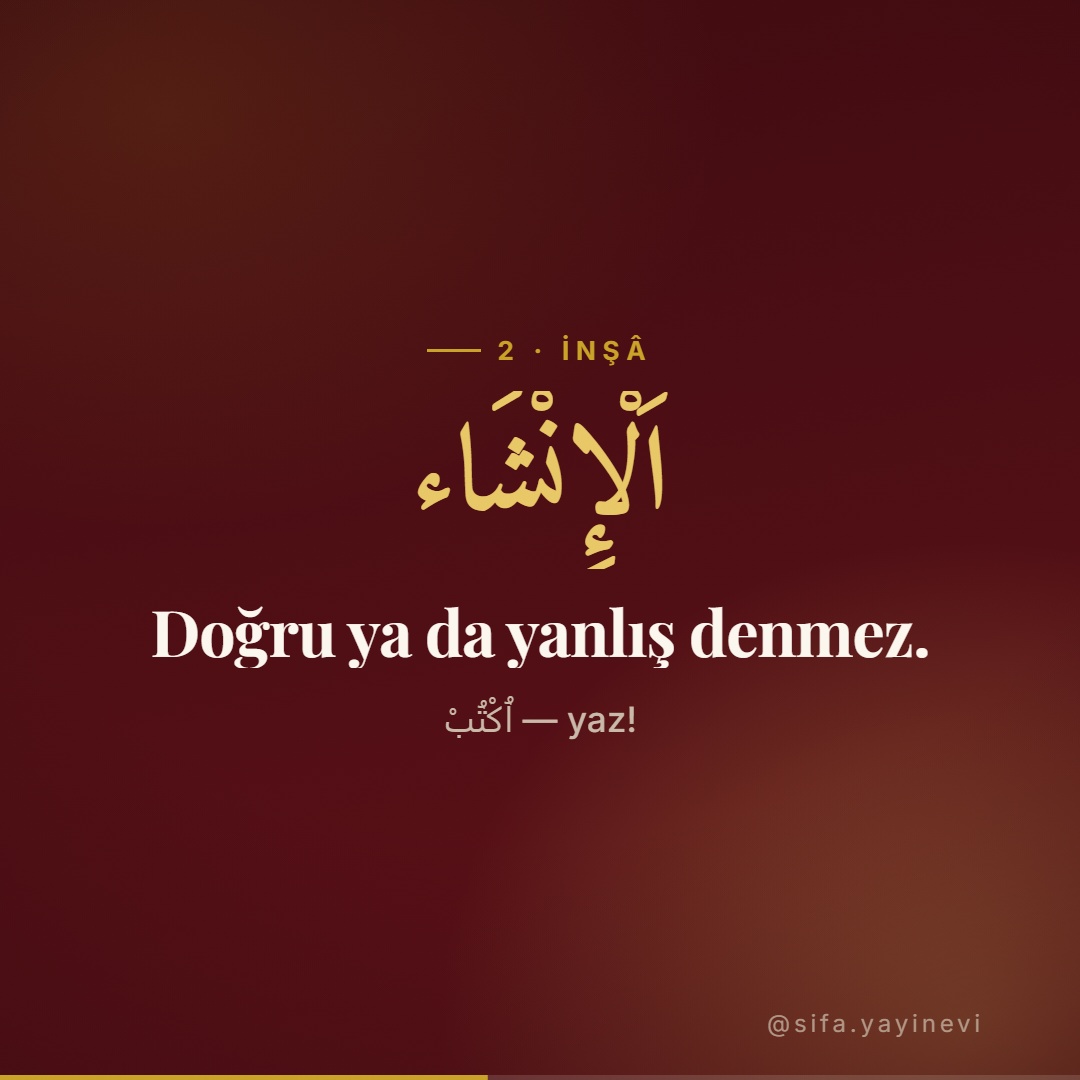 2 · İNŞÂ
اَلْإِنْشَاء
Doğru ya da yanlış denmez.
ٱُكْتُبْ — yaz!
@sifa.yayinevi